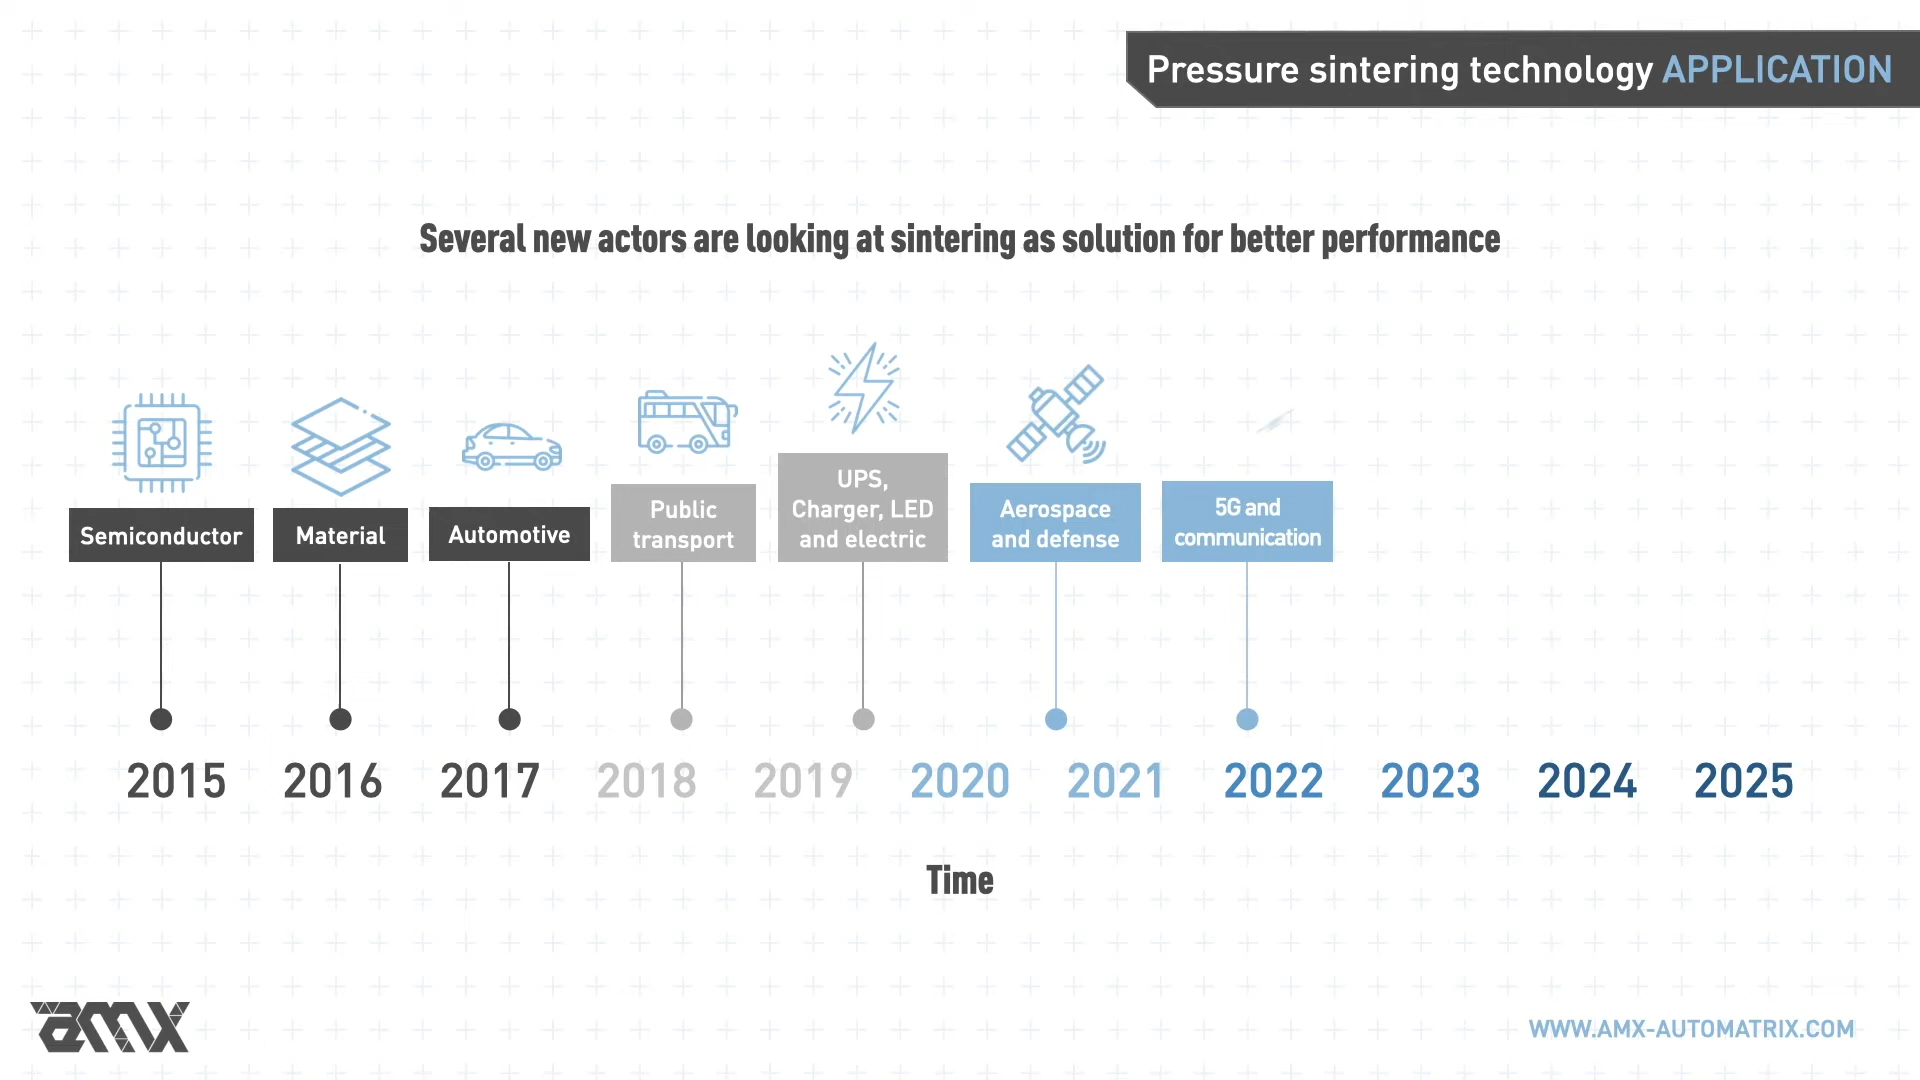 Pressure sintering technology APPLICATION
Several new actors are looking at sintering as solution for better performance
Semiconductor
Material
Automotive
Public
transport
UPS,
Charger, LED
and electric
Aerospace
and defense
5G and
communication
2015 2016 2017 2018 2019 2020 2021 2022 2023 2024 2025
Time
amx
WWW.AMX-AUTOMATRIX.COM